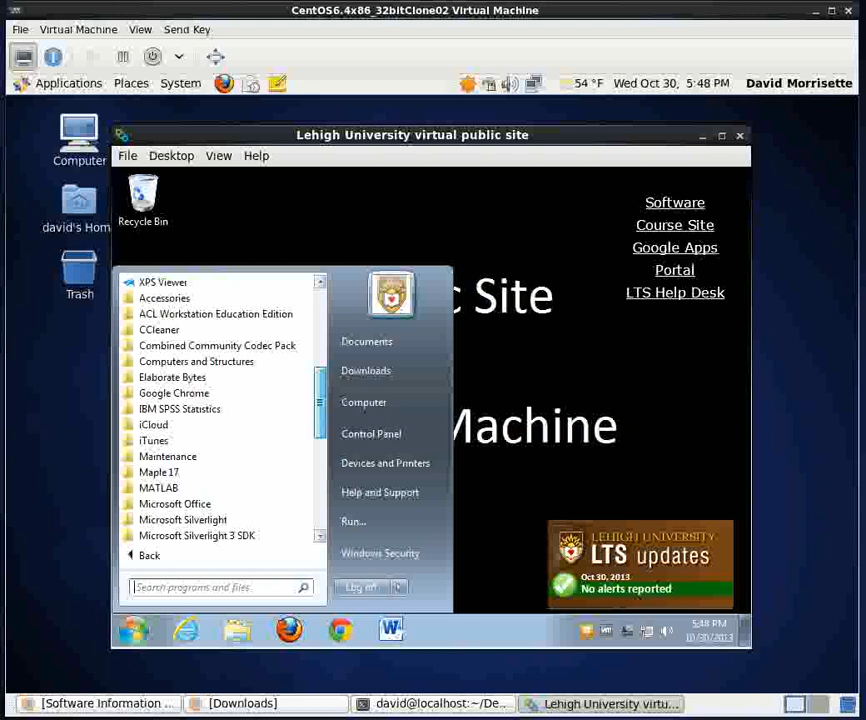 CentOS6.4x86_32bitClone02 Virtual Machine
File Virtual Machine View Send Key
Applications Places System 54 °F Wed Oct 30, 5:48 PM David Morrisette
Computer
david's Hom
Trash
Lehigh University virtual public site
File Desktop View Help
Recycle Bin
Software
Course Site
Google Apps
Portal
LTS Help Desk
c Site
Machine
XPS Viewer
Accessories
ACL Workstation Education Edition
CCleaner
Combined Community Codec Pack
Computers and Structures
Elaborate Bytes
Google Chrome
IBM SPSS Statistics
iCloud
iTunes
Maintenance
Maple 17
MATLAB
Microsoft Office
Microsoft Silverlight
Microsoft Silverlight 3 SDK
Back
Search programs and files
Documents
Downloads
Computer
Control Panel
Devices and Printers
Help and Support
Run...
Windows Security
Log off
LEHIGH UNIVERSITY
LTS updates
Oct 30, 2013
No alerts reported
5:48 PM
10/30/2013
[Software Information ... [Downloads] david@localhost:~/De... Lehigh University virtu...